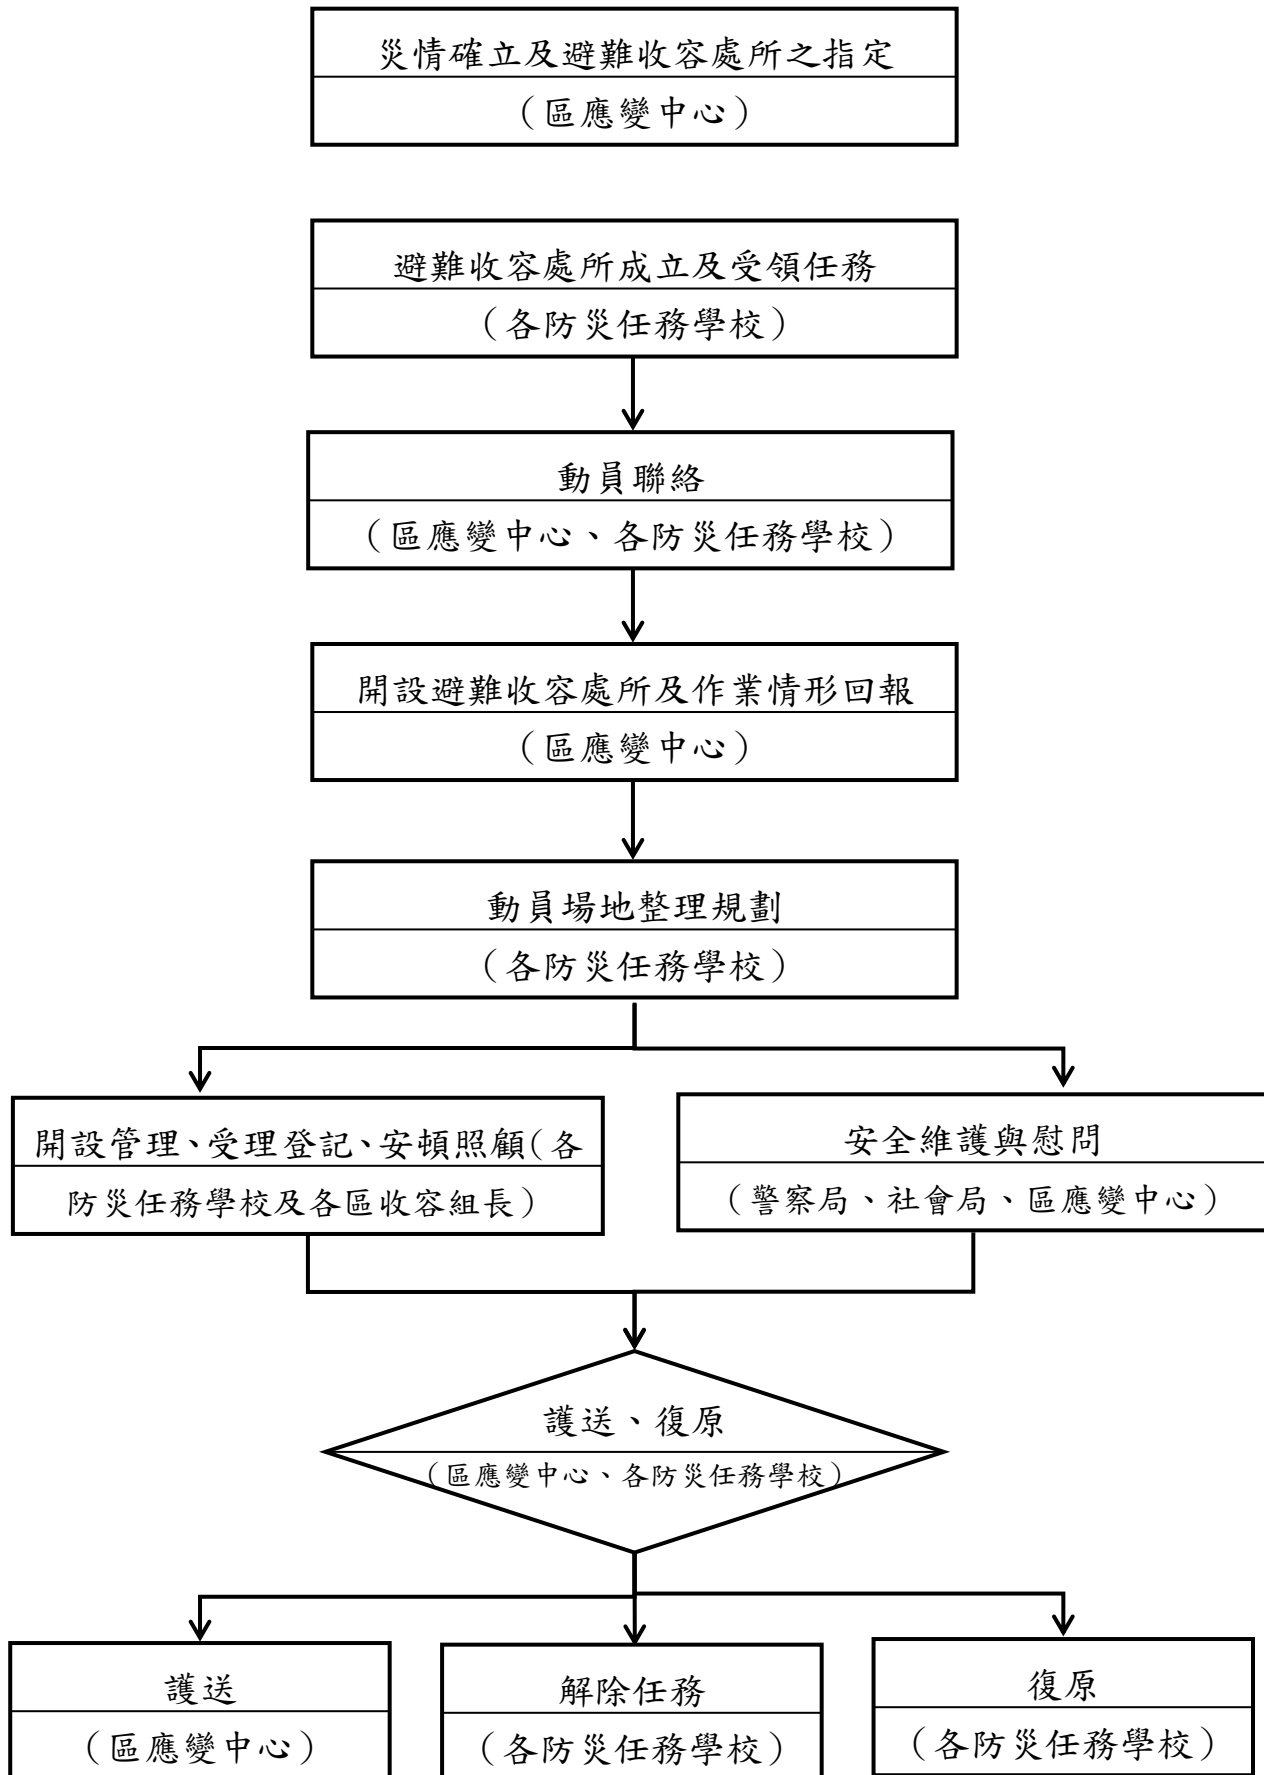 災情確立及避難收容處所之指定
（區應變中心）
避難收容處所成立及受領任務
（各防災任務學校）
動員聯絡
（區應變中心、各防災任務學校）
開設避難收容處所及作業情形回報
（區應變中心）
動員場地整理規劃
（各防災任務學校）
開設管理、受理登記、安頓照顧(各
防災任務學校及各區收容組長）
安全維護與慰問
（警察局、社會局、區應變中心）
護送、復原
（區應變中心、各防災任務學校）
護送
（區應變中心）
解除任務
（各防災任務學校）
復原
（各防災任務學校）